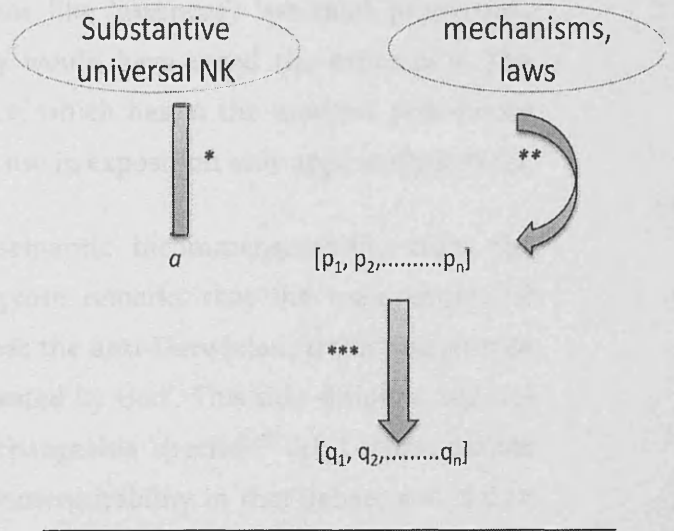 Substantive
universal NK
mechanisms,
laws
*
**
a
[p1, p2,.........pn]
***
[q1, q2,.........qn]